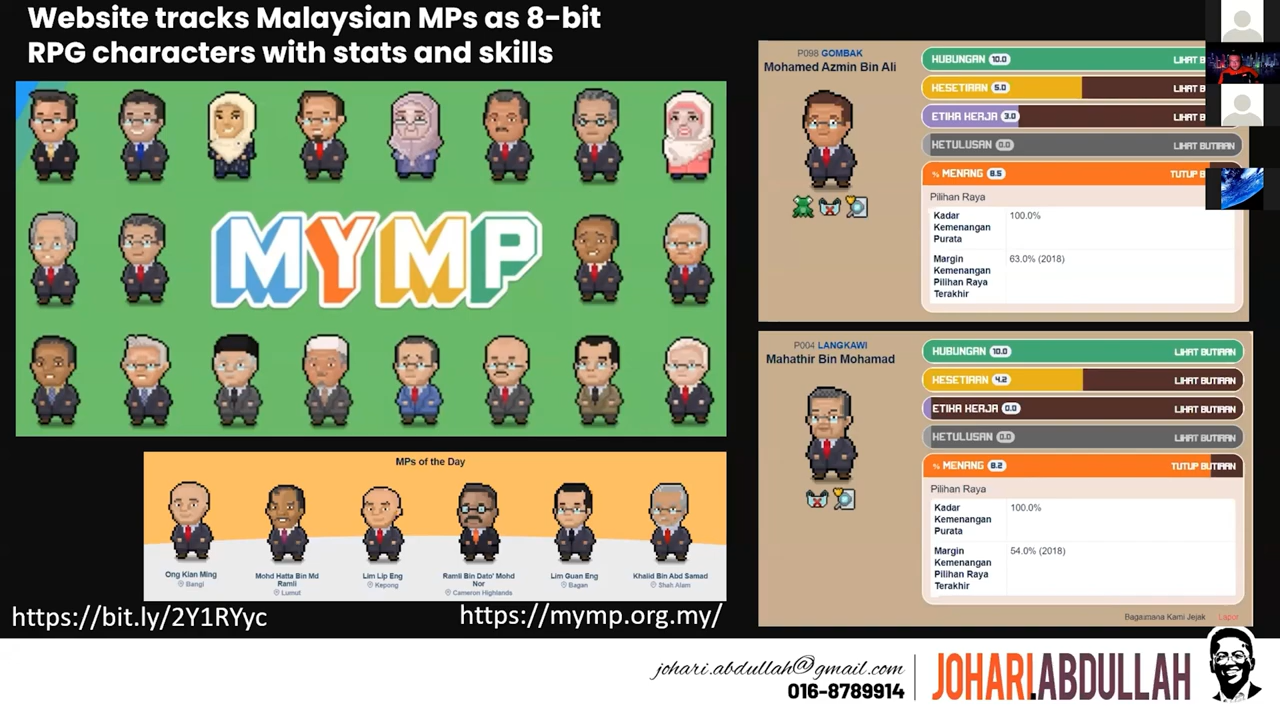 Website tracks Malaysian MPs as 8-bit
RPG characters with stats and skills
MYMP
MPs of the Day
Ong Kian Ming
Bangi
Mohd Hatta Bin Md
Ramli
Lumut
Lim Lip Eng
Kepong
Ramli Bin Dato' Mohd
Nor
Cameron Highlands
Lim Guan Eng
Bagan
Khalid Bin Abd Samad
Shah Alam
https://bit.ly/2Y1RYyc
https://mymp.org.my/
P098 GOMBAK
Mohamed Azmin Bin Ali
HUBUNGAN 10.0 LIHAT B
KESETIAAN 5.0 LIHAT B
ETIKA KERJA 3.0 LIHAT B
KETULUSAN 0.0 LIHAT BUTIRAN
% MENANG 8.5 TUTUP B
Pilihan Raya
Kadar
Kemenangan
Purata
100.0%
Margin
Kemenangan
Pilihan Raya
Terakhir
63.0% (2018)
P004 LANGKAWI
Mahathir Bin Mohamad
HUBUNGAN 10.0 LIHAT BUTIRAN
KESETIAAN 4.2 LIHAT BUTIRAN
ETIKA KERJA 0.0 LIHAT BUTIRAN
KETULUSAN 0.0 LIHAT BUTIRAN
% MENANG 8.2 TUTUP BUTIRAN
Pilihan Raya
Kadar
Kemenangan
Purata
100.0%
Margin
Kemenangan
Pilihan Raya
Terakhir
54.0% (2018)
Bagaimana Kami Jejak Lapor
johari.abdullah@gmail.com
016-8789914
JOHARI.ABDULLAH